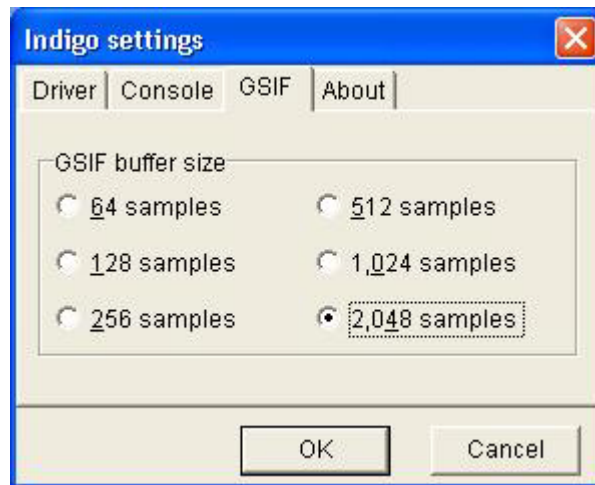 Indigo settings
Driver Console GSIF About
GSIF buffer size
64 samples 512 samples
128 samples 1,024 samples
256 samples 2,048 samples
OK Cancel